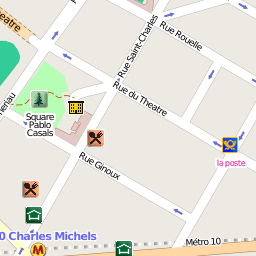 Rue Rouelle
Rue Saint-Charles
Rue du Theatre
Square
Pablo
Casals
la poste
Rue Ginoux
0 Charles Michels
Métro 10
M